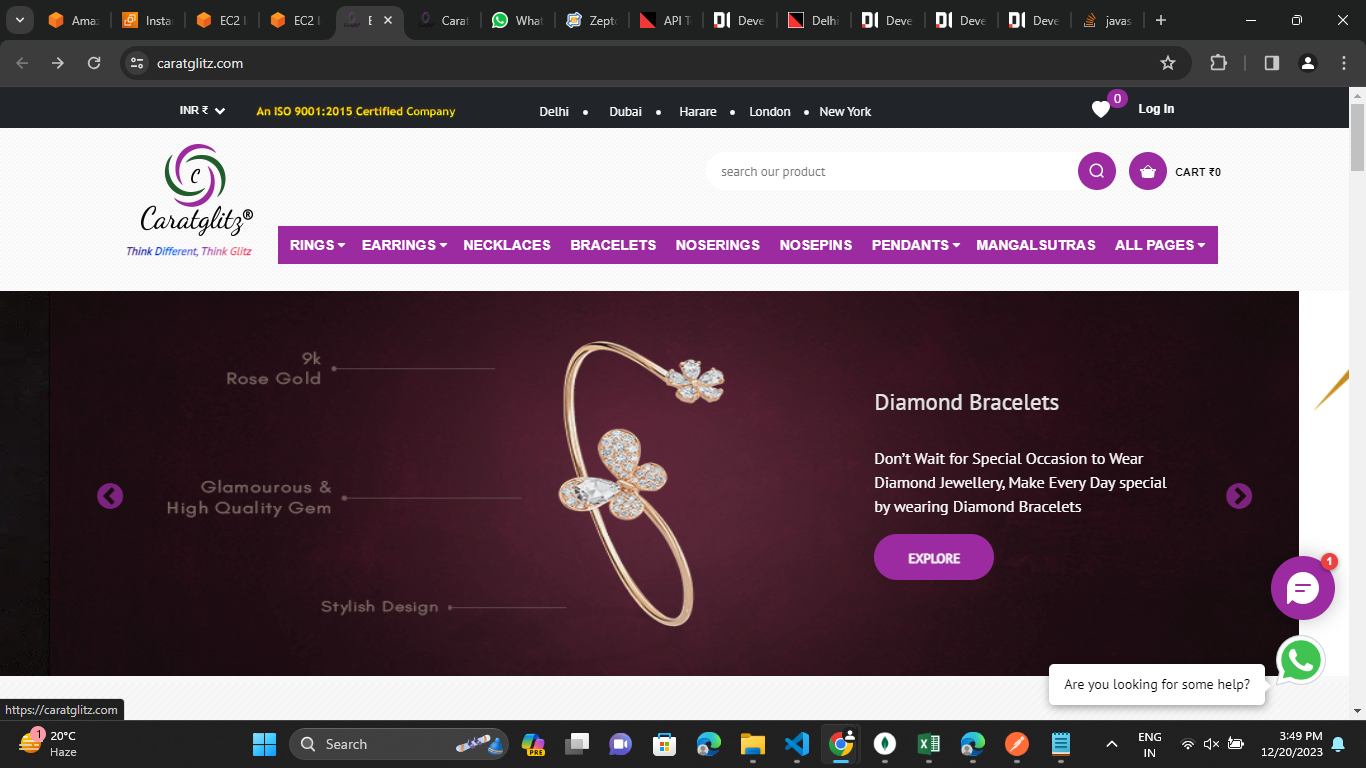 Amaz
Instan
EC2 I
EC2 I
E
Carat
What
Zepto
API Te
Deve
Delhi
Deve
Deve
Deve
javas
caratglitz.com
INR ₹
An ISO 9001:2015 Certified Company
Delhi • Dubai • Harare • London • New York
0
Log In
C
Caratglitz®
Think Different, Think Glitz
search our product
CART ₹0
RINGS
EARRINGS
NECKLACES
BRACELETS
NOSERINGS
NOSEPINS
PENDANTS
MANGALSUTRAS
ALL PAGES
9k
Rose Gold
Glamourous &
High Quality Gem
Stylish Design
Diamond Bracelets
Don’t Wait for Special Occasion to Wear
Diamond Jewellery, Make Every Day special
by wearing Diamond Bracelets
EXPLORE
1
Are you looking for some help?
https://caratglitz.com
1
20°C
Haze
Search
PRE
ENG
IN
3:49 PM
12/20/2023